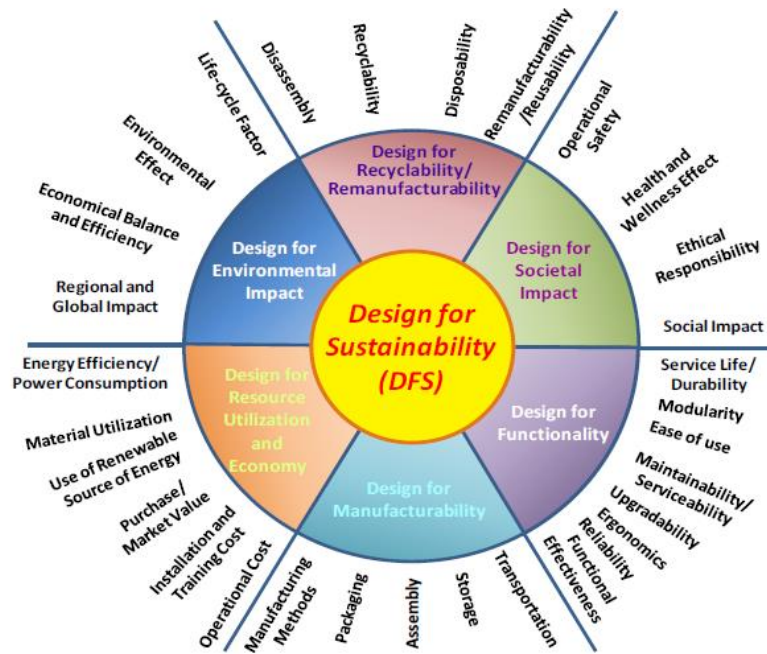 Design for
Sustainability
(DFS)
Design for
Recyclability/
Remanufacturability
Disassembly
Recyclability
Disposability
Remanufacturability
/Reusability
Design for
Societal
Impact
Operational
Safety
Health and
Wellness Effect
Ethical
Responsibility
Social Impact
Design for
Functionality
Service Life/
Durability
Modularity
Ease of use
Maintainability/
Serviceability
Upgradability
Ergonomics
Reliability
Functional
Effectiveness
Design for
Manufacturability
Transportation
Storage
Assembly
Packaging
Manufacturing
Methods
Design for
Resource
Utilization
and
Economy
Operational Cost
Installation and
Training Cost
Purchase/
Market Value
Use of Renewable
Source of Energy
Material Utilization
Energy Efficiency/
Power Consumption
Design for
Environmental
Impact
Regional and
Global Impact
Economical Balance
and Efficiency
Environmental
Effect
Life-cycle Factor